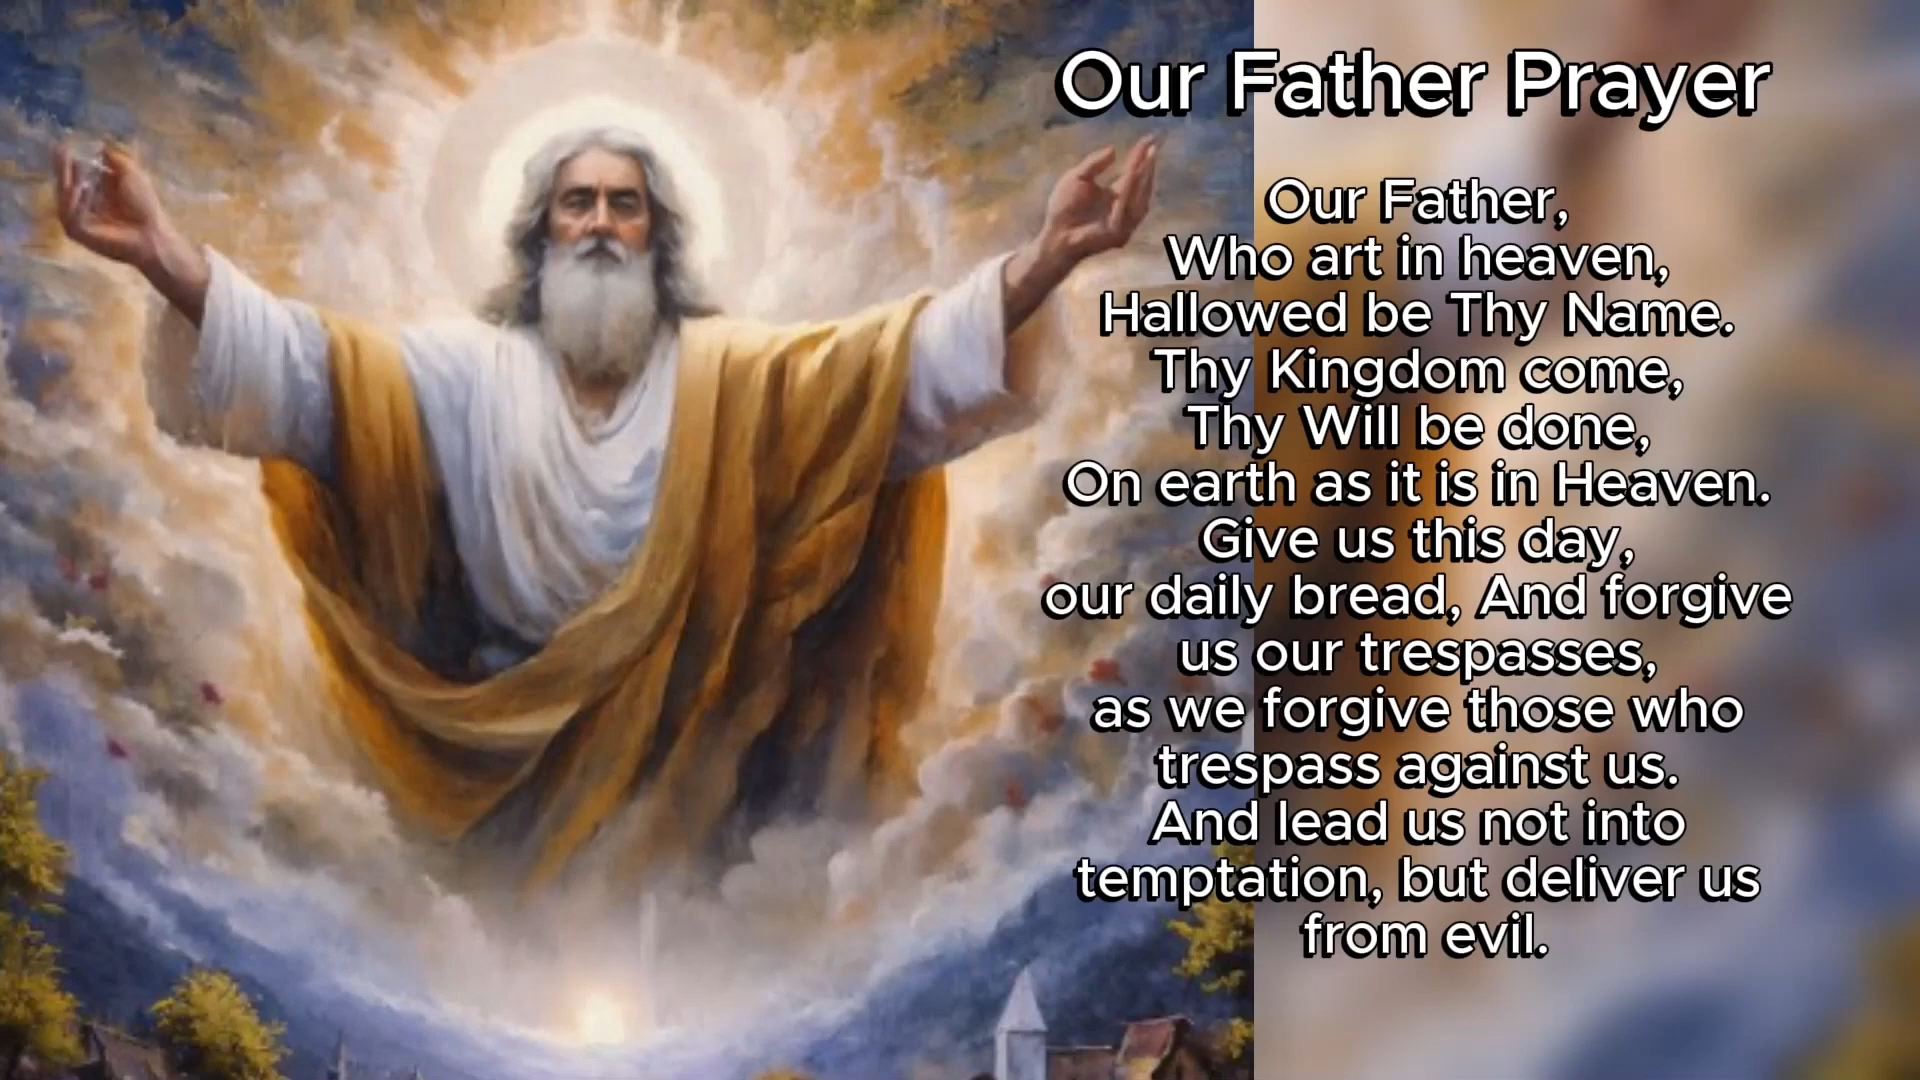 Our Father Prayer
Our Father,
Who art in heaven,
Hallowed be Thy Name.
Thy Kingdom come,
Thy Will be done,
On earth as it is in Heaven.
Give us this day,
our daily bread, And forgive
us our trespasses,
as we forgive those who
trespass against us.
And lead us not into
temptation, but deliver us
from evil.